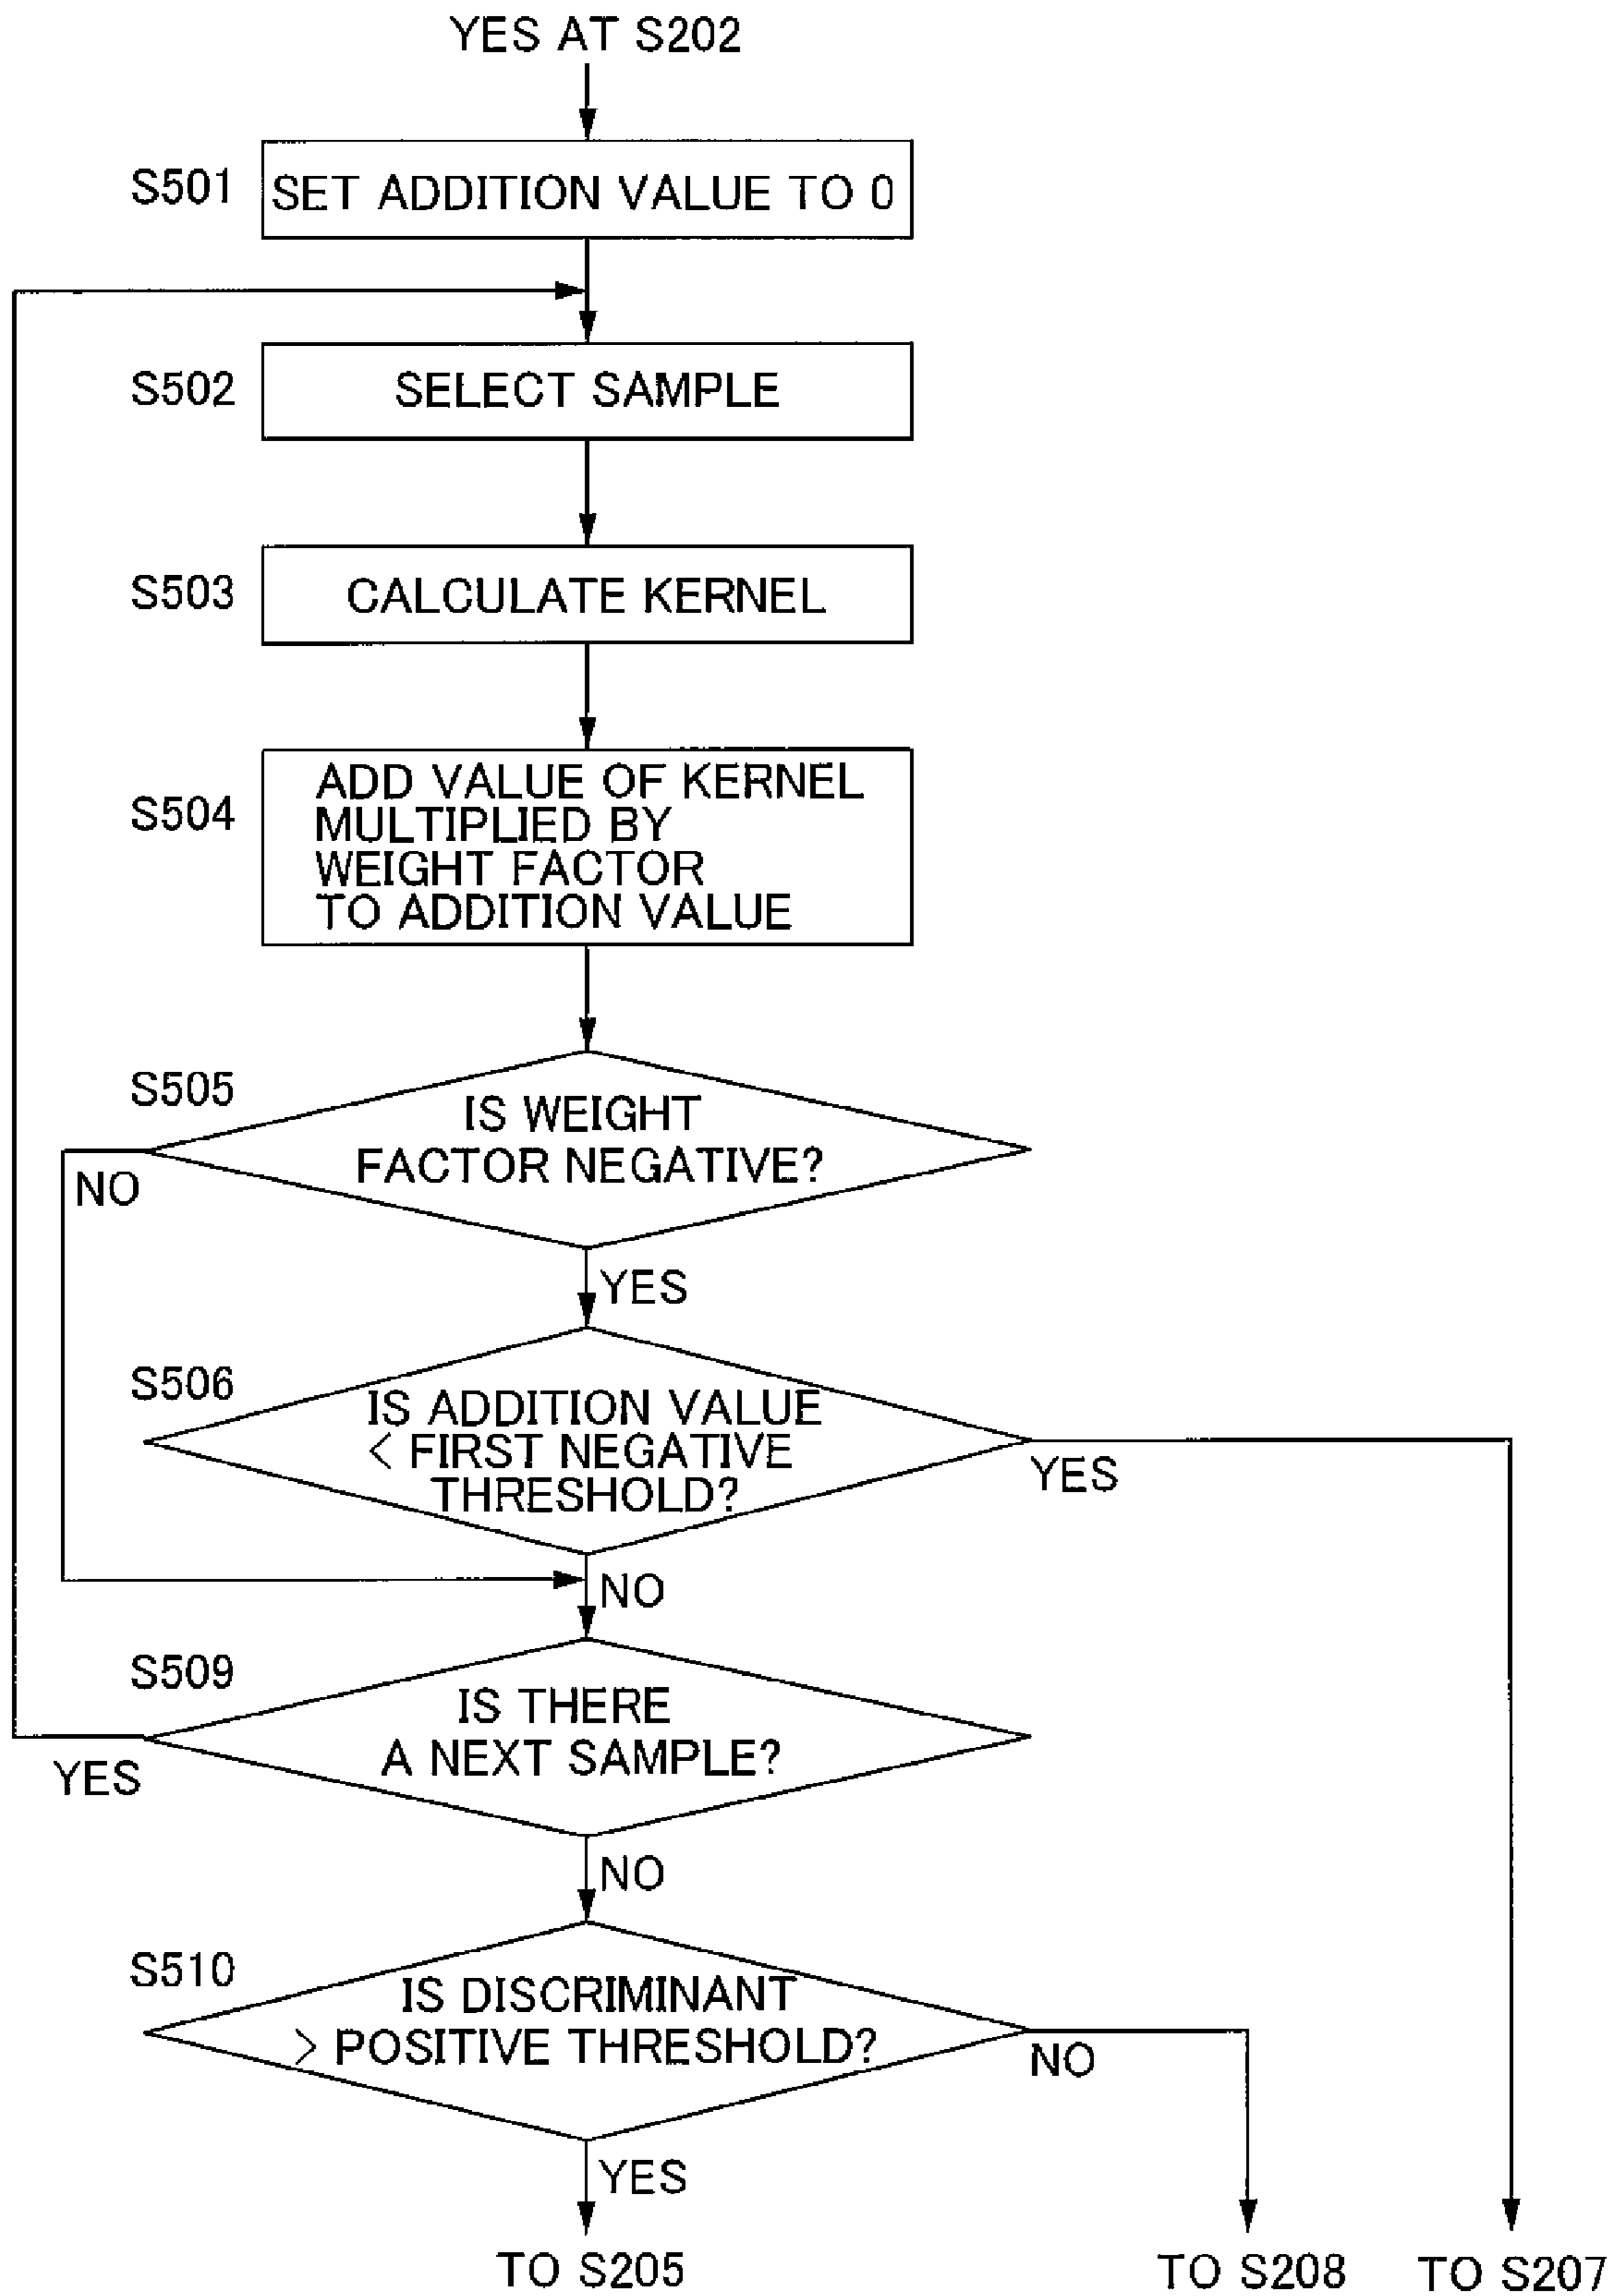 YES AT S202
S501
SET ADDITION VALUE TO 0
S502
SELECT SAMPLE
S503
CALCULATE KERNEL
S504
ADD VALUE OF KERNEL
MULTIPLIED BY
WEIGHT FACTOR
TO ADDITION VALUE
S505
IS WEIGHT
FACTOR NEGATIVE?
NO
YES
S506
IS ADDITION VALUE
< FIRST NEGATIVE
THRESHOLD?
YES
NO
S509
IS THERE
A NEXT SAMPLE?
YES
NO
S510
IS DISCRIMINANT
> POSITIVE THRESHOLD?
NO
YES
TO S205
TO S208
TO S207